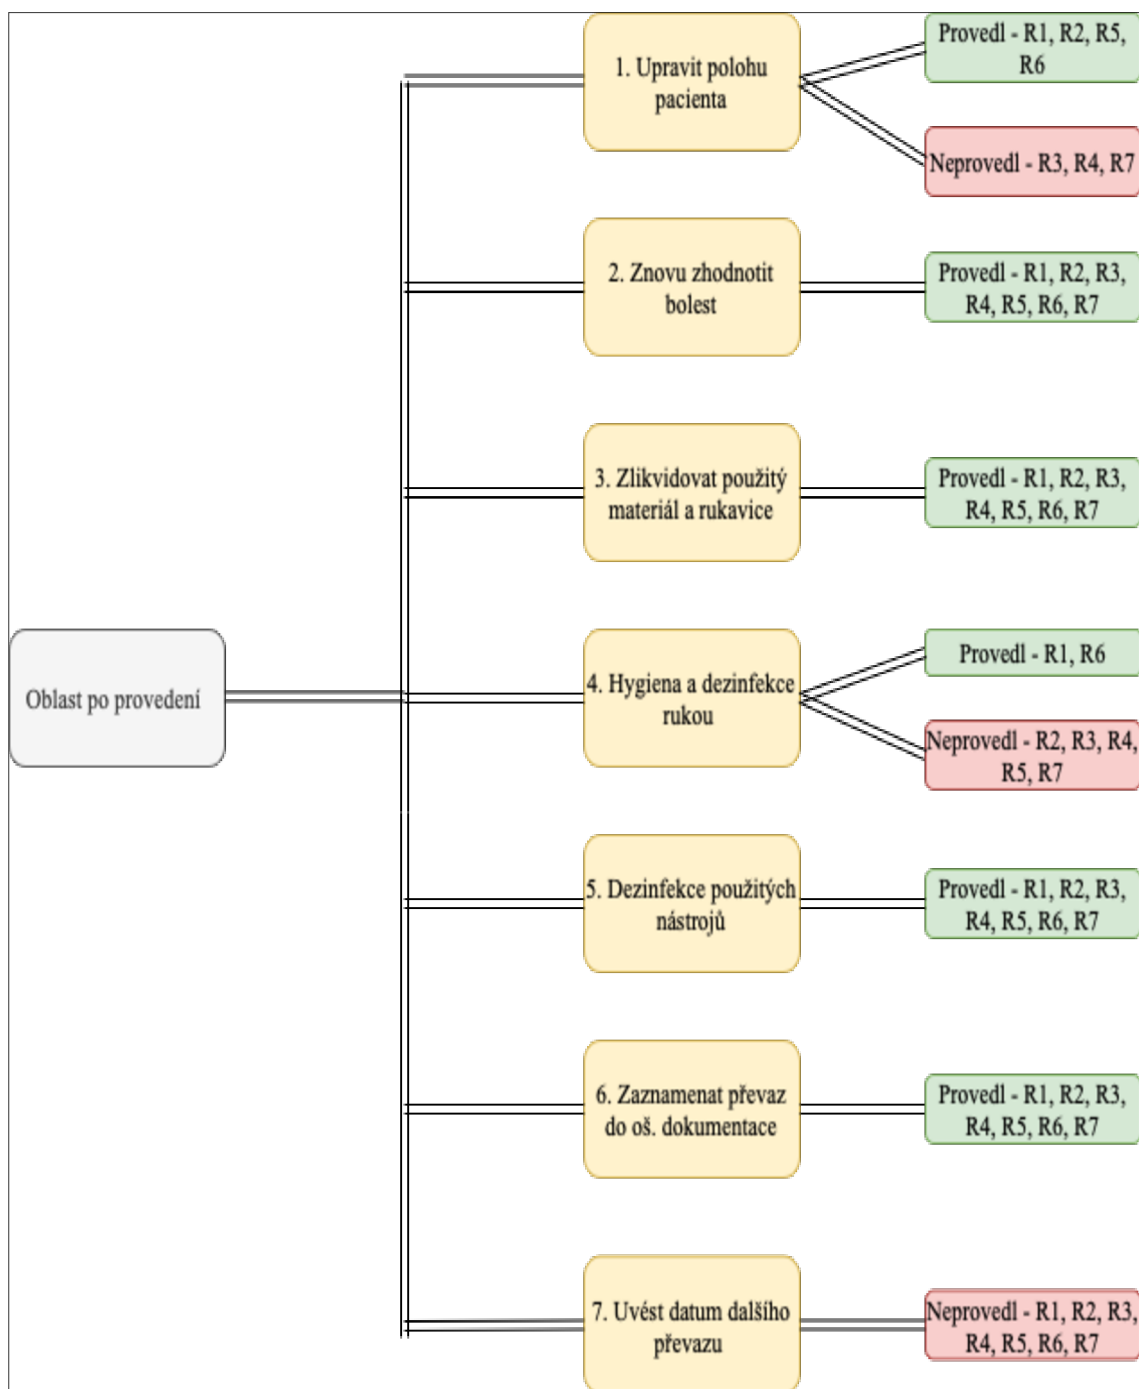 1. Upravit polohu
pacienta
Provedl - R1, R2, R5,
R6
Neprovedl - R3, R4, R7
2. Znovu zhodnotit
bolest
Provedl - R1, R2, R3,
R4, R5, R6, R7
3. Zlikvidovat použitý
materiál a rukavice
Provedl - R1, R2, R3,
R4, R5, R6, R7
Oblast po provedení
4. Hygiena a dezinfekce
rukou
Provedl - R1, R6
Neprovedl - R2, R3, R4,
R5, R7
5. Dezinfekce použitých
nástrojů
Provedl - R1, R2, R3,
R4, R5, R6, R7
6. Zaznamenat převaz
do oš. dokumentace
Provedl - R1, R2, R3,
R4, R5, R6, R7
7. Uvést datum dalšího
převazu
Neprovedl - R1, R2, R3,
R4, R5, R6, R7